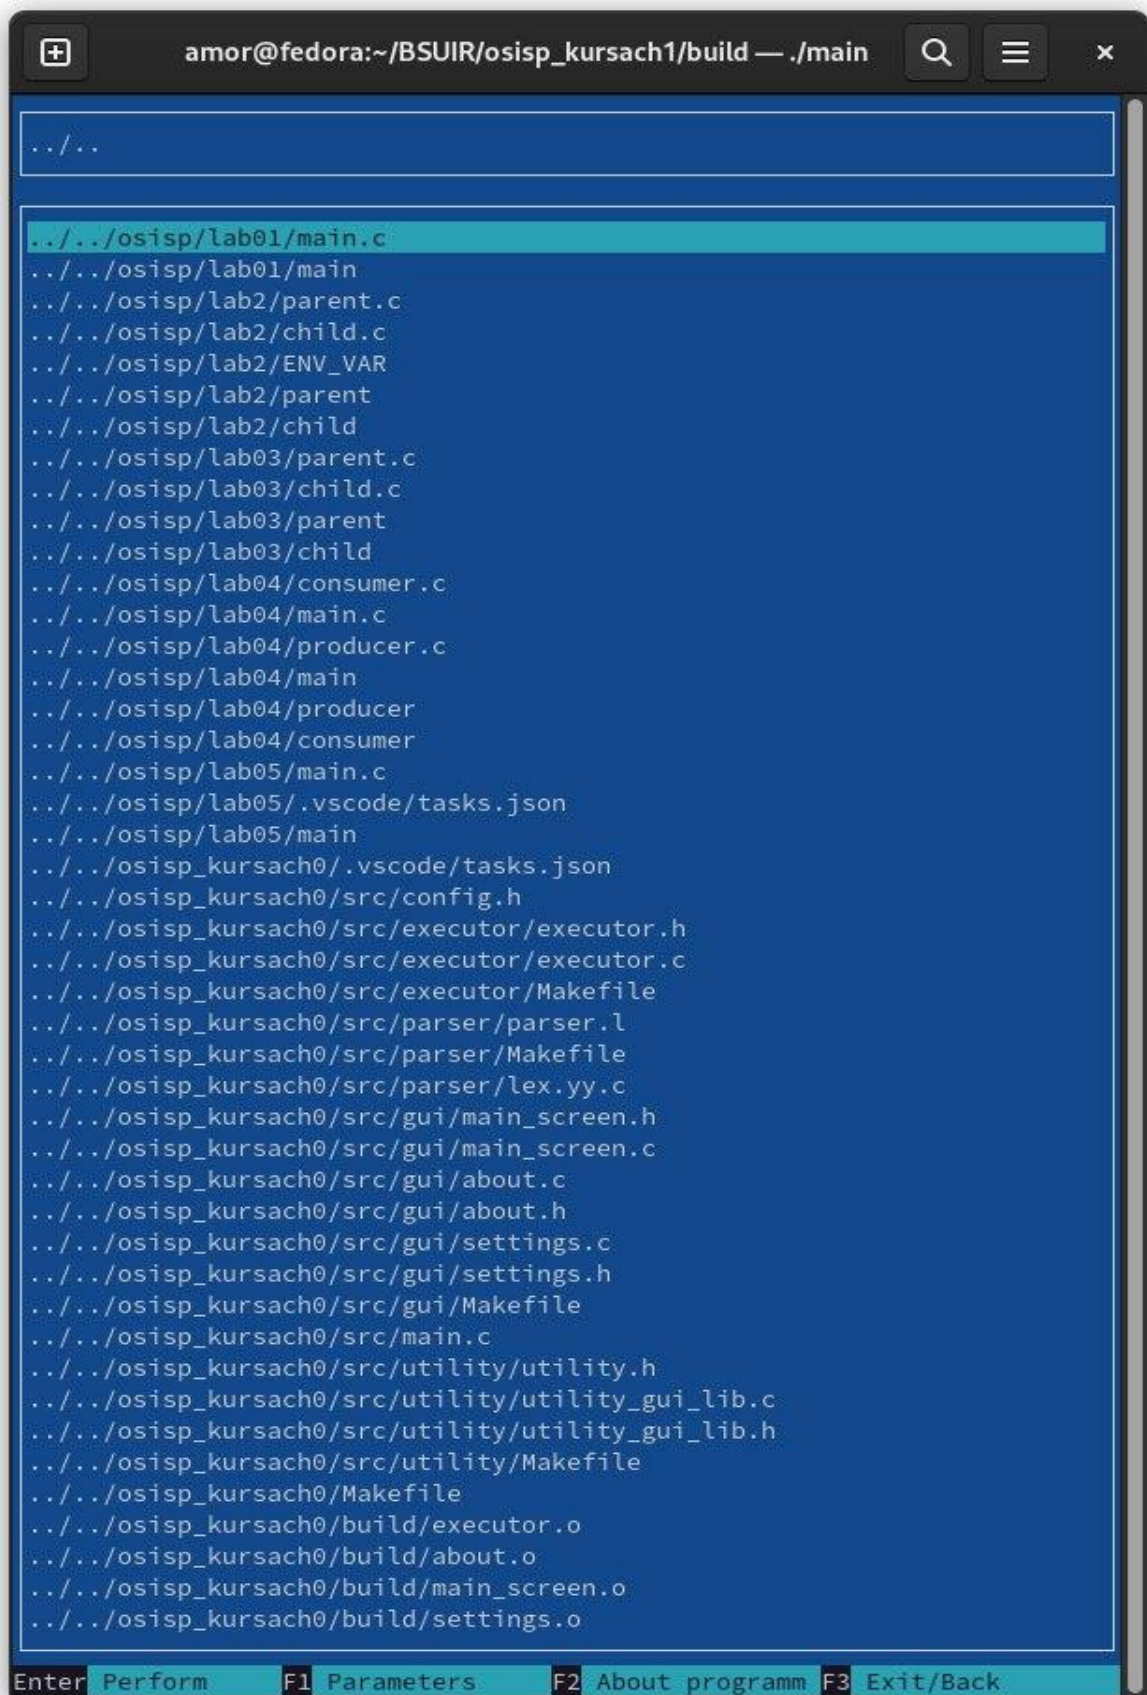 amor@fedora:~/BSUIR/osisp_kursach1/build — ./main
../..
../../osisp/lab01/main.c
../../osisp/lab01/main
../../osisp/lab2/parent.c
../../osisp/lab2/child.c
../../osisp/lab2/ENV_VAR
../../osisp/lab2/parent
../../osisp/lab2/child
../../osisp/lab03/parent.c
../../osisp/lab03/child.c
../../osisp/lab03/parent
../../osisp/lab03/child
../../osisp/lab04/consumer.c
../../osisp/lab04/main.c
../../osisp/lab04/producer.c
../../osisp/lab04/main
../../osisp/lab04/producer
../../osisp/lab04/consumer
../../osisp/lab05/main.c
../../osisp/lab05/.vscode/tasks.json
../../osisp/lab05/main
../../osisp_kursach0/.vscode/tasks.json
../../osisp_kursach0/src/config.h
../../osisp_kursach0/src/executor/executor.h
../../osisp_kursach0/src/executor/executor.c
../../osisp_kursach0/src/executor/Makefile
../../osisp_kursach0/src/parser/parser.l
../../osisp_kursach0/src/parser/Makefile
../../osisp_kursach0/src/parser/lex.yy.c
../../osisp_kursach0/src/gui/main_screen.h
../../osisp_kursach0/src/gui/main_screen.c
../../osisp_kursach0/src/gui/about.c
../../osisp_kursach0/src/gui/about.h
../../osisp_kursach0/src/gui/settings.c
../../osisp_kursach0/src/gui/settings.h
../../osisp_kursach0/src/gui/Makefile
../../osisp_kursach0/src/main.c
../../osisp_kursach0/src/utility/utility.h
../../osisp_kursach0/src/utility/utility_gui_lib.c
../../osisp_kursach0/src/utility/utility_gui_lib.h
../../osisp_kursach0/src/utility/Makefile
../../osisp_kursach0/Makefile
../../osisp_kursach0/build/executor.o
../../osisp_kursach0/build/about.o
../../osisp_kursach0/build/main_screen.o
../../osisp_kursach0/build/settings.o
Enter Perform F1 Parameters F2 About programm F3 Exit/Back